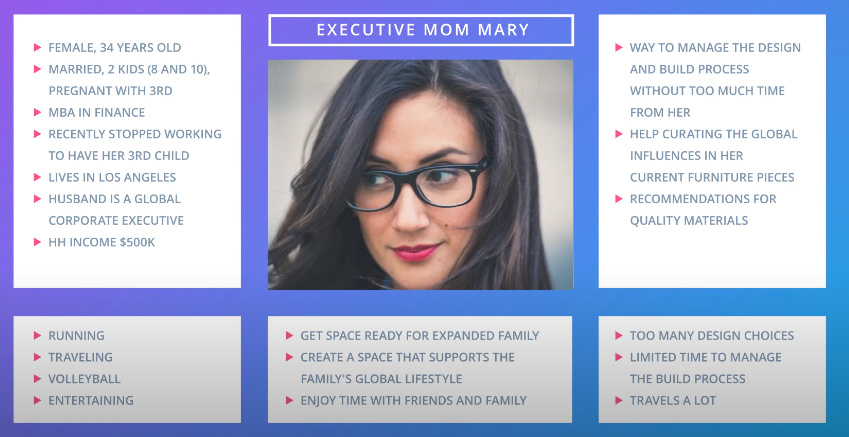 EXECUTIVE MOM MARY
FEMALE, 34 YEARS OLD
MARRIED, 2 KIDS (8 AND 10),
PREGNANT WITH 3RD
MBA IN FINANCE
RECENTLY STOPPED WORKING
TO HAVE HER 3RD CHILD
LIVES IN LOS ANGELES
HUSBAND IS A GLOBAL
CORPORATE EXECUTIVE
HH INCOME $500K
WAY TO MANAGE THE DESIGN
AND BUILD PROCESS
WITHOUT TOO MUCH TIME
FROM HER
HELP CURATING THE GLOBAL
INFLUENCES IN HER
CURRENT FURNITURE PIECES
RECOMMENDATIONS FOR
QUALITY MATERIALS
RUNNING
TRAVELING
VOLLEYBALL
ENTERTAINING
GET SPACE READY FOR EXPANDED FAMILY
CREATE A SPACE THAT SUPPORTS THE
FAMILY'S GLOBAL LIFESTYLE
ENJOY TIME WITH FRIENDS AND FAMILY
TOO MANY DESIGN CHOICES
LIMITED TIME TO MANAGE
THE BUILD PROCESS
TRAVELS A LOT